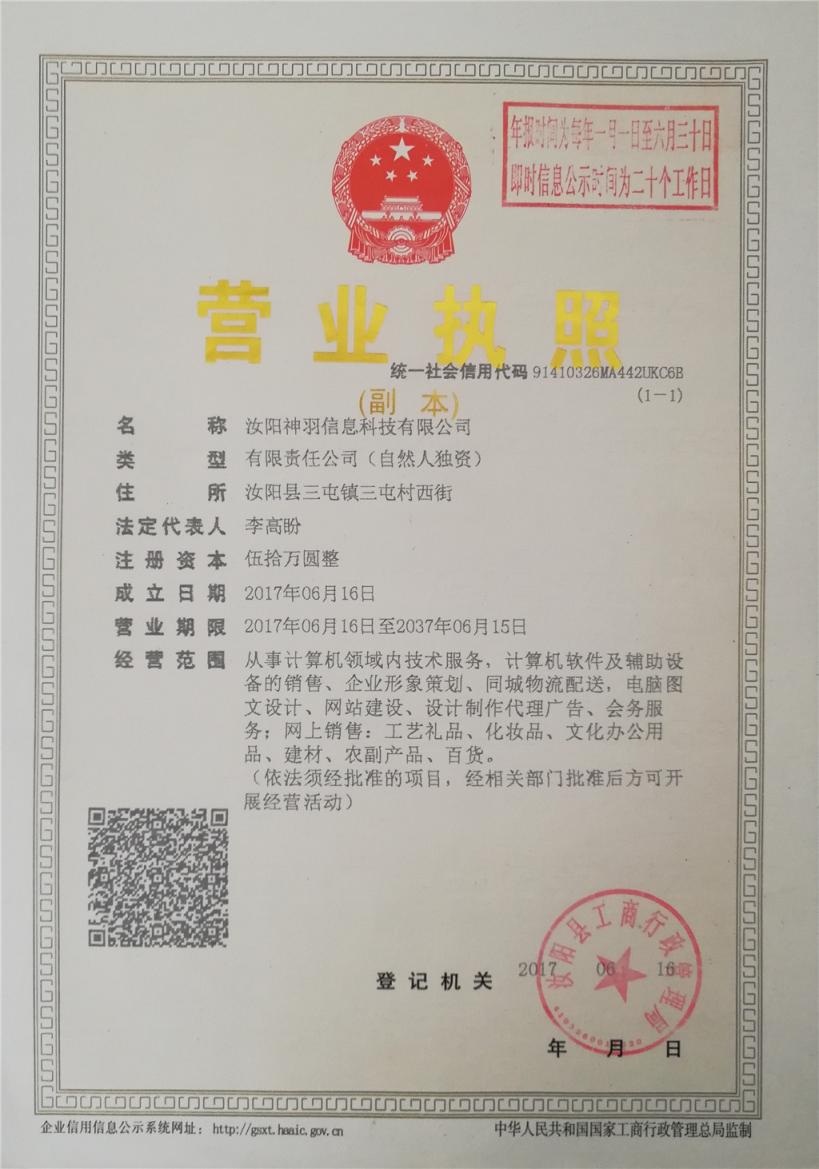 年报时间为每年一月一日至六月三十日
即时信息公示时间为二十个工作日
营业执照
统一社会信用代码 91410326MA442UKC6B
(副 本)
(1-1)
名称 汝阳神羽信息科技有限公司
类型 有限责任公司（自然人独资）
住所 汝阳县三屯镇三屯村西街
法定代表人 李高盼
注册资本 伍拾万圆整
成立日期 2017年06月16日
营业期限 2017年06月16日至2037年06月15日
经营范围 从事计算机领域内技术服务，计算机软件及辅助设
备的销售、企业形象策划、同城物流配送，电脑图
文设计、网站建设、设计制作代理广告、会务服
务；网上销售：工艺礼品、化妆品、文化办公用
品、建材、农副产品、百货。
（依法须经批准的项目，经相关部门批准后方可开
展经营活动）
汝阳县工商行政管理局
登记机关 2017 06 16
年 月 日
企业信用信息公示系统网址：http://gsxt.haaic.gov.cn
中华人民共和国国家工商行政管理总局监制